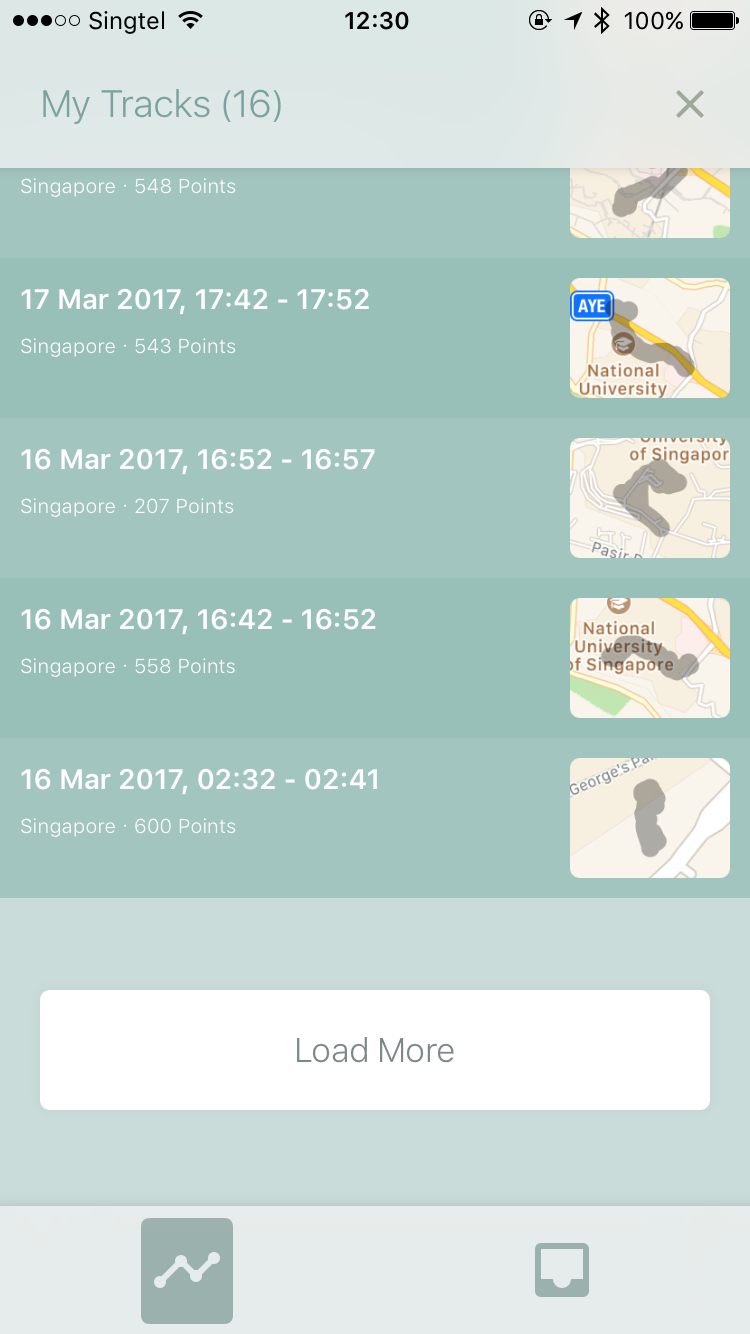 Singtel 12:30 100%
My Tracks (16)
Singapore · 548 Points
17 Mar 2017, 17:42 - 17:52
Singapore · 543 Points
AYE
National
University
16 Mar 2017, 16:52 - 16:57
Singapore · 207 Points
University
of Singapor
Pasir
16 Mar 2017, 16:42 - 16:52
Singapore · 558 Points
National
University
of Singapore
16 Mar 2017, 02:32 - 02:41
Singapore · 600 Points
George's Pa
Load More